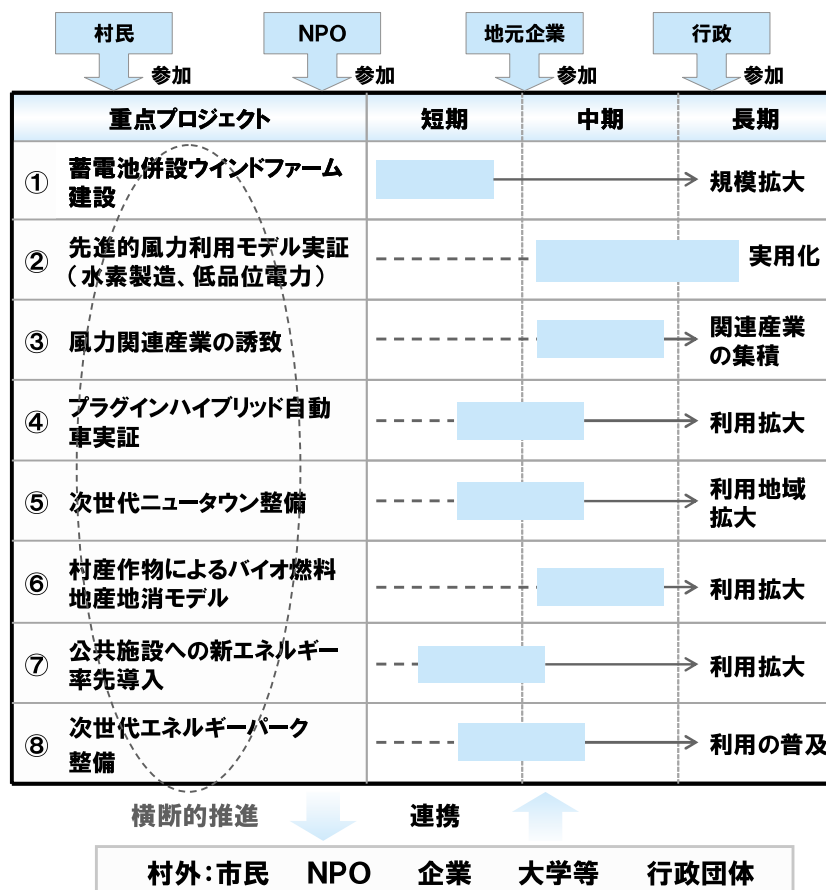 村民 NPO 地元企業 行政
参加 参加 参加 参加
重点プロジェクト 短期 中期 長期
① 蓄電池併設ウインドファーム
建設
規模拡大
② 先進的風力利用モデル実証
（水素製造、低品位電力）
実用化
③ 風力関連産業の誘致
関連産業
の集積
④ プラグインハイブリッド自動
車実証
利用拡大
⑤ 次世代ニュータウン整備
利用地域
拡大
⑥ 村産作物によるバイオ燃料
地産地消モデル
利用拡大
⑦ 公共施設への新エネルギー
率先導入
利用拡大
⑧ 次世代エネルギーパーク
整備
利用の普及
横断的推進 連携
村外：市民 NPO 企業 大学等 行政団体